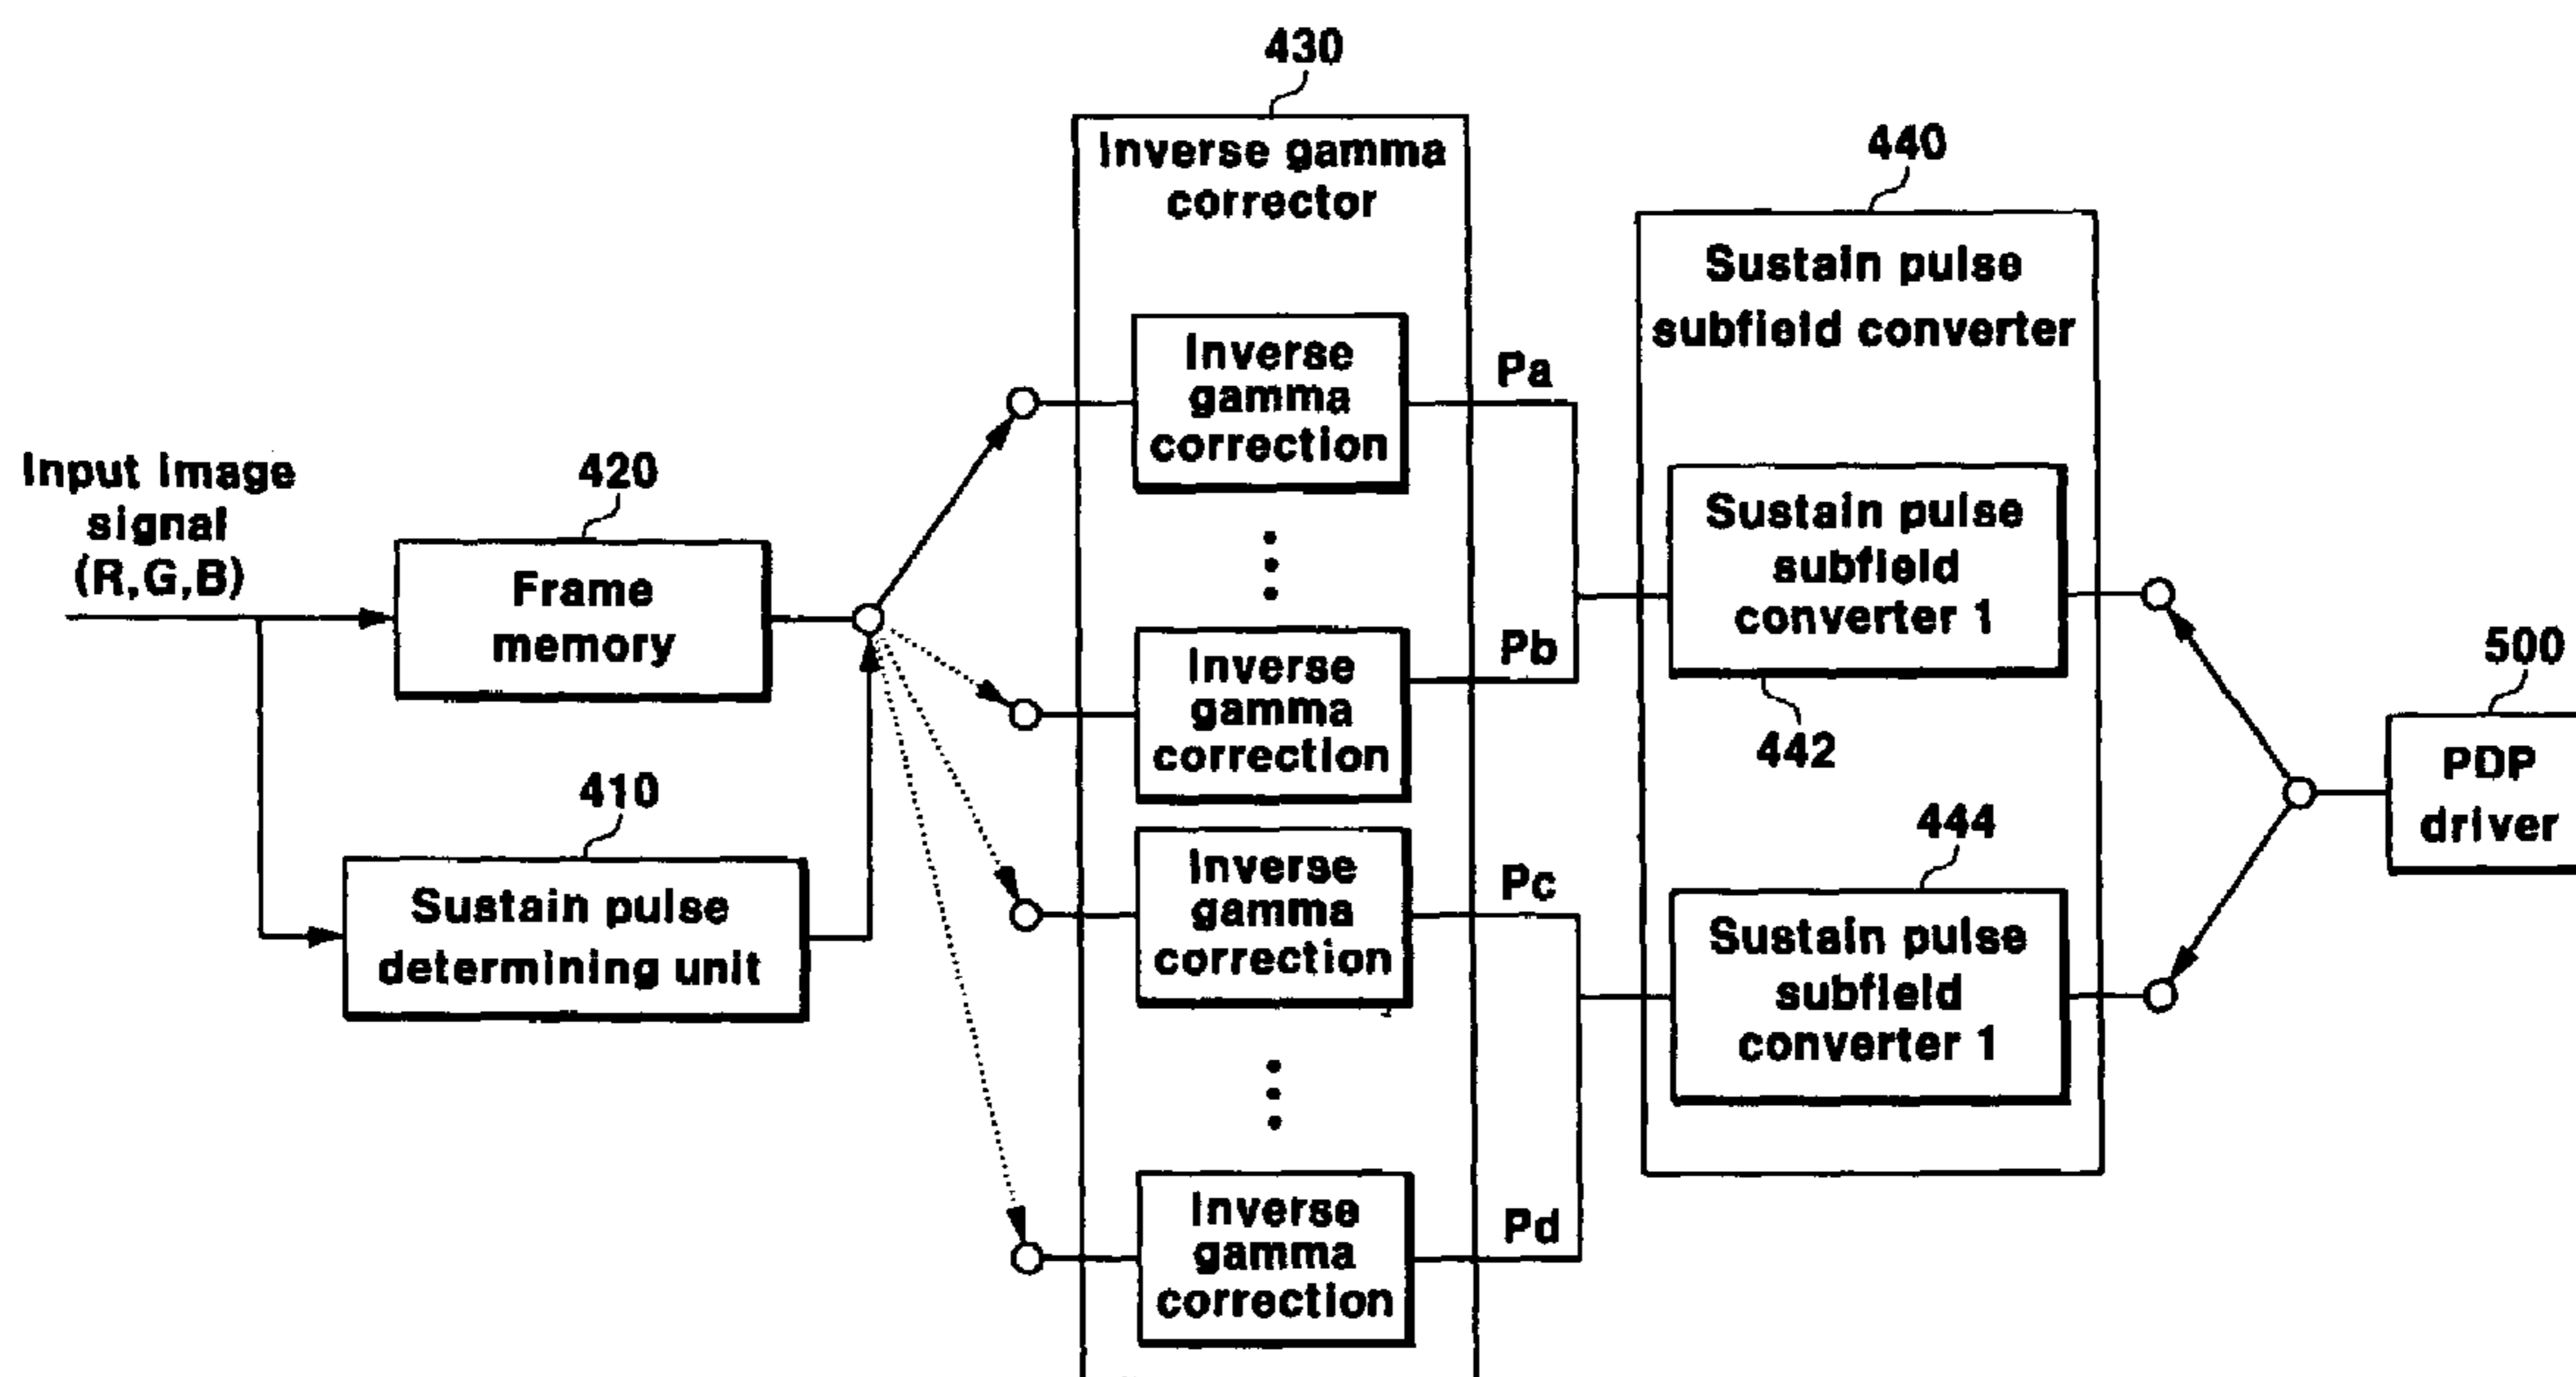 430
Inverse gamma
corrector
440
Sustain pulse
subfield converter
Inverse
gamma
correction
Pa
Input image
signal
(R,G,B)
420
Frame
memory
Sustain pulse
subfield
converter 1
442
Inverse
gamma
correction
Pb
500
PDP
driver
410
Sustain pulse
determining unit
Inverse
gamma
correction
Pc
444
Sustain pulse
subfield
converter 1
Inverse
gamma
correction
Pd